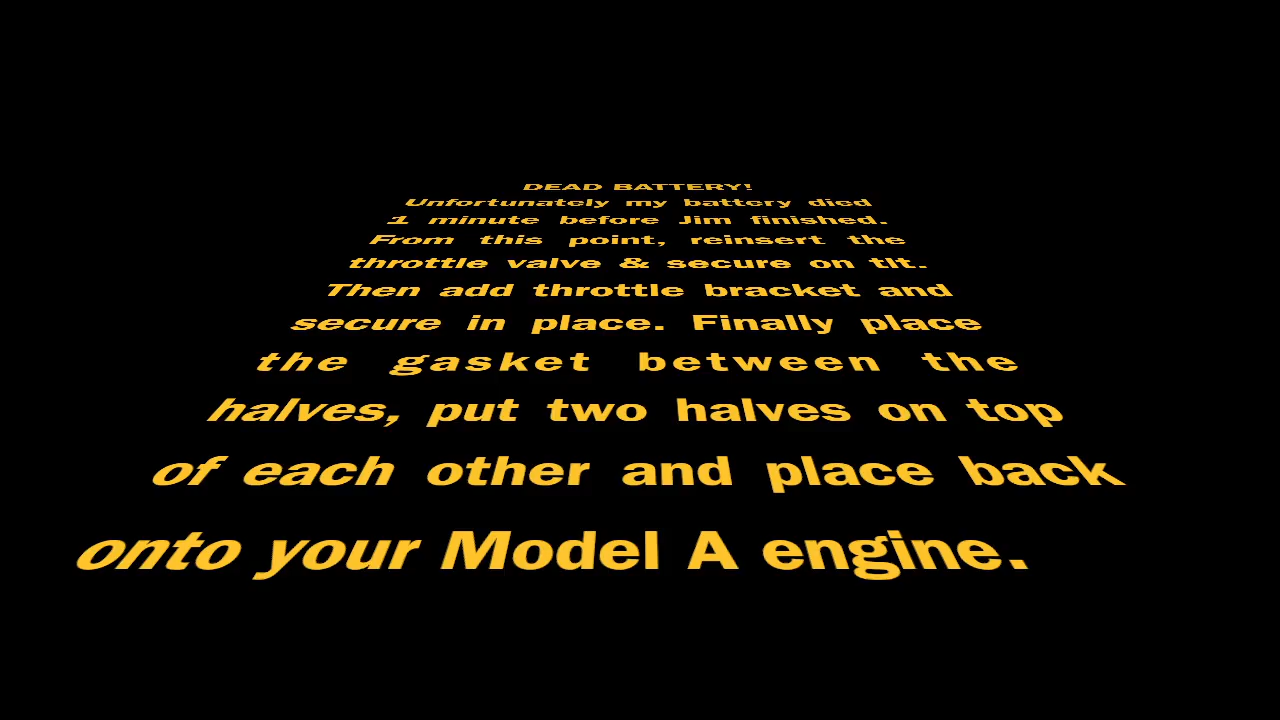 DEAD BATTERY!
Unfortunately my battery died
1 minute before Jim finished.
From this point, reinsert the
throttle valve & secure on tlt.
Then add throttle bracket and
secure in place. Finally place
the gasket between the
halves, put two halves on top
of each other and place back
onto your Model A engine.